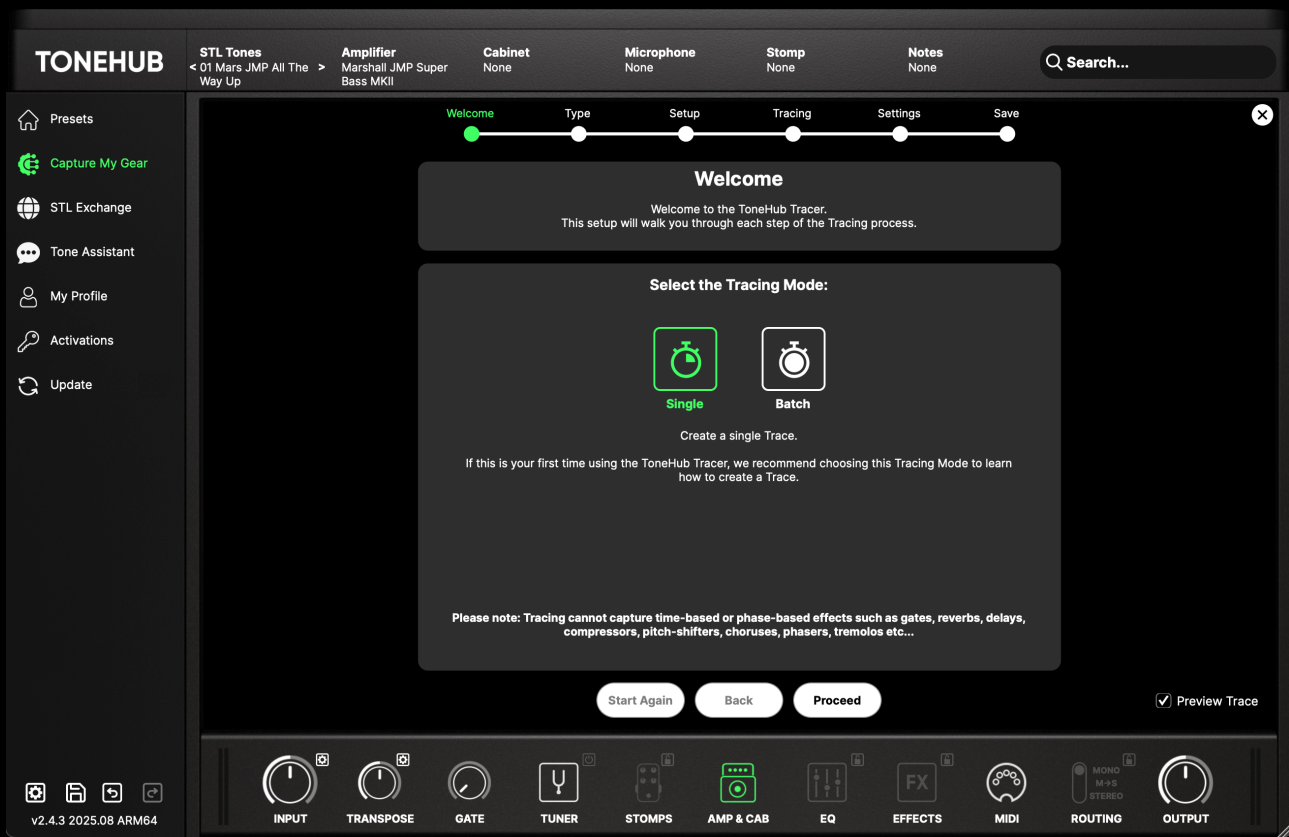 TONEHUB
STL Tones
< 01 Mars JMP All The >
Way Up
Amplifier
Marshall JMP Super
Bass MKII
Cabinet
None
Microphone
None
Stomp
None
Notes
None
Search...
Presets
Capture My Gear
STL Exchange
Tone Assistant
My Profile
Activations
Update
v2.4.3 2025.08 ARM64
Welcome
Type
Setup
Tracing
Settings
Save
Welcome
Welcome to the ToneHub Tracer.
This setup will walk you through each step of the Tracing process.
Select the Tracing Mode:
Single
Batch
Create a single Trace.
If this is your first time using the ToneHub Tracer, we recommend choosing this Tracing Mode to learn
how to create a Trace.
Please note: Tracing cannot capture time-based or phase-based effects such as gates, reverbs, delays,
compressors, pitch-shifters, choruses, phasers, tremolos etc...
Start Again
Back
Proceed
Preview Trace
INPUT
TRANSPOSE
GATE
TUNER
STOMPS
AMP & CAB
EQ
FX
EFFECTS
MIDI
MONO
M→S
STEREO
ROUTING
OUTPUT